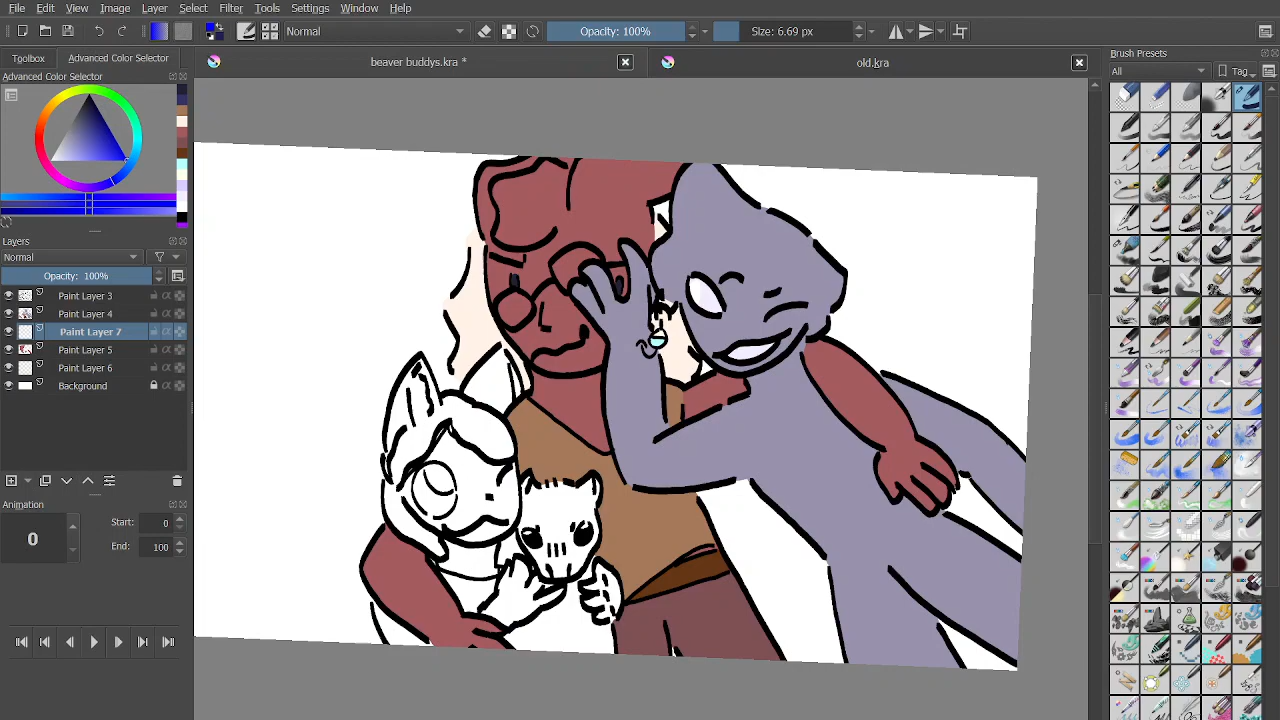 File Edit View Image Layer Select Filter Tools Settings Window Help
Normal
Opacity: 100%
Size: 6.69 px
Toolbox
Advanced Color Selector
beaver buddys.kra *
old.kra
Brush Presets
Advanced Color Selector
All
Tag
Layers
Normal
Opacity: 100%
Paint Layer 3
Paint Layer 4
Paint Layer 7
Paint Layer 5
Paint Layer 6
Background
Animation
0
Start: 0
End: 100